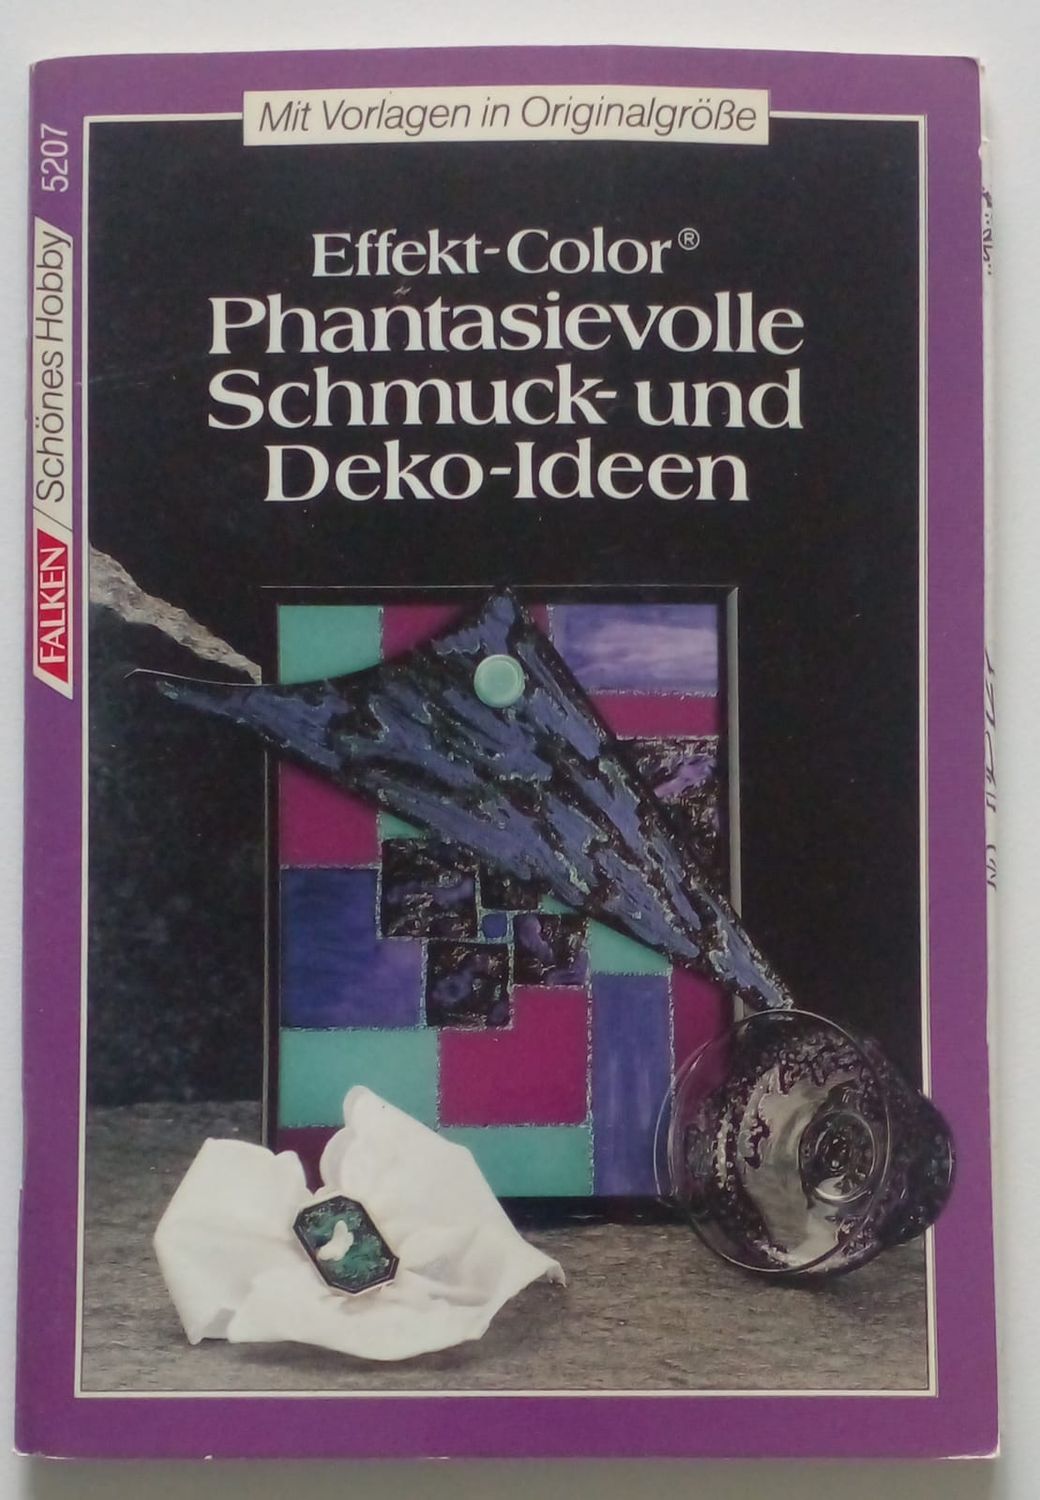 Mit Vorlagen in Originalgröße
Effekt-Color®
Phantasievolle
Schmuck- und
Deko-Ideen
FALKEN / Schönes Hobby 5207